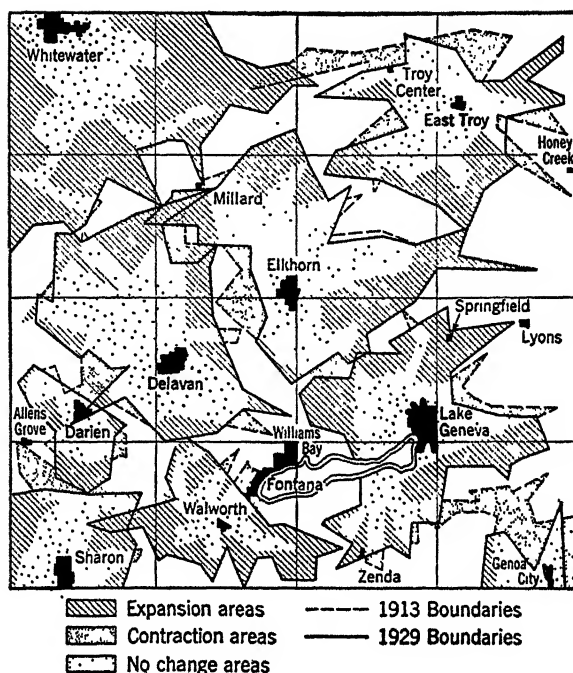 Whitewater
Troy
Center
East Troy
Honey
Creek
Millard
Elkhorn
Springfield
Lyons
Delavan
Allens
Grove
Darien
Williams
Bay
Lake
Geneva
Fontana
Walworth
Sharon
Zenda
Genoa
City
Expansion areas
1913 Boundaries
Contraction areas
1929 Boundaries
No change areas